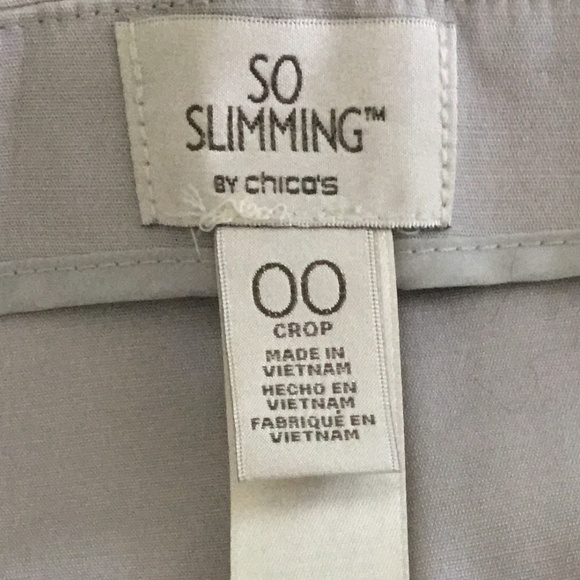 SO
SLIMMING™
BY chico's
00
CROP
MADE IN
VIETNAM
HECHO EN
VIETNAM
FABRIQUÉ EN
VIETNAM